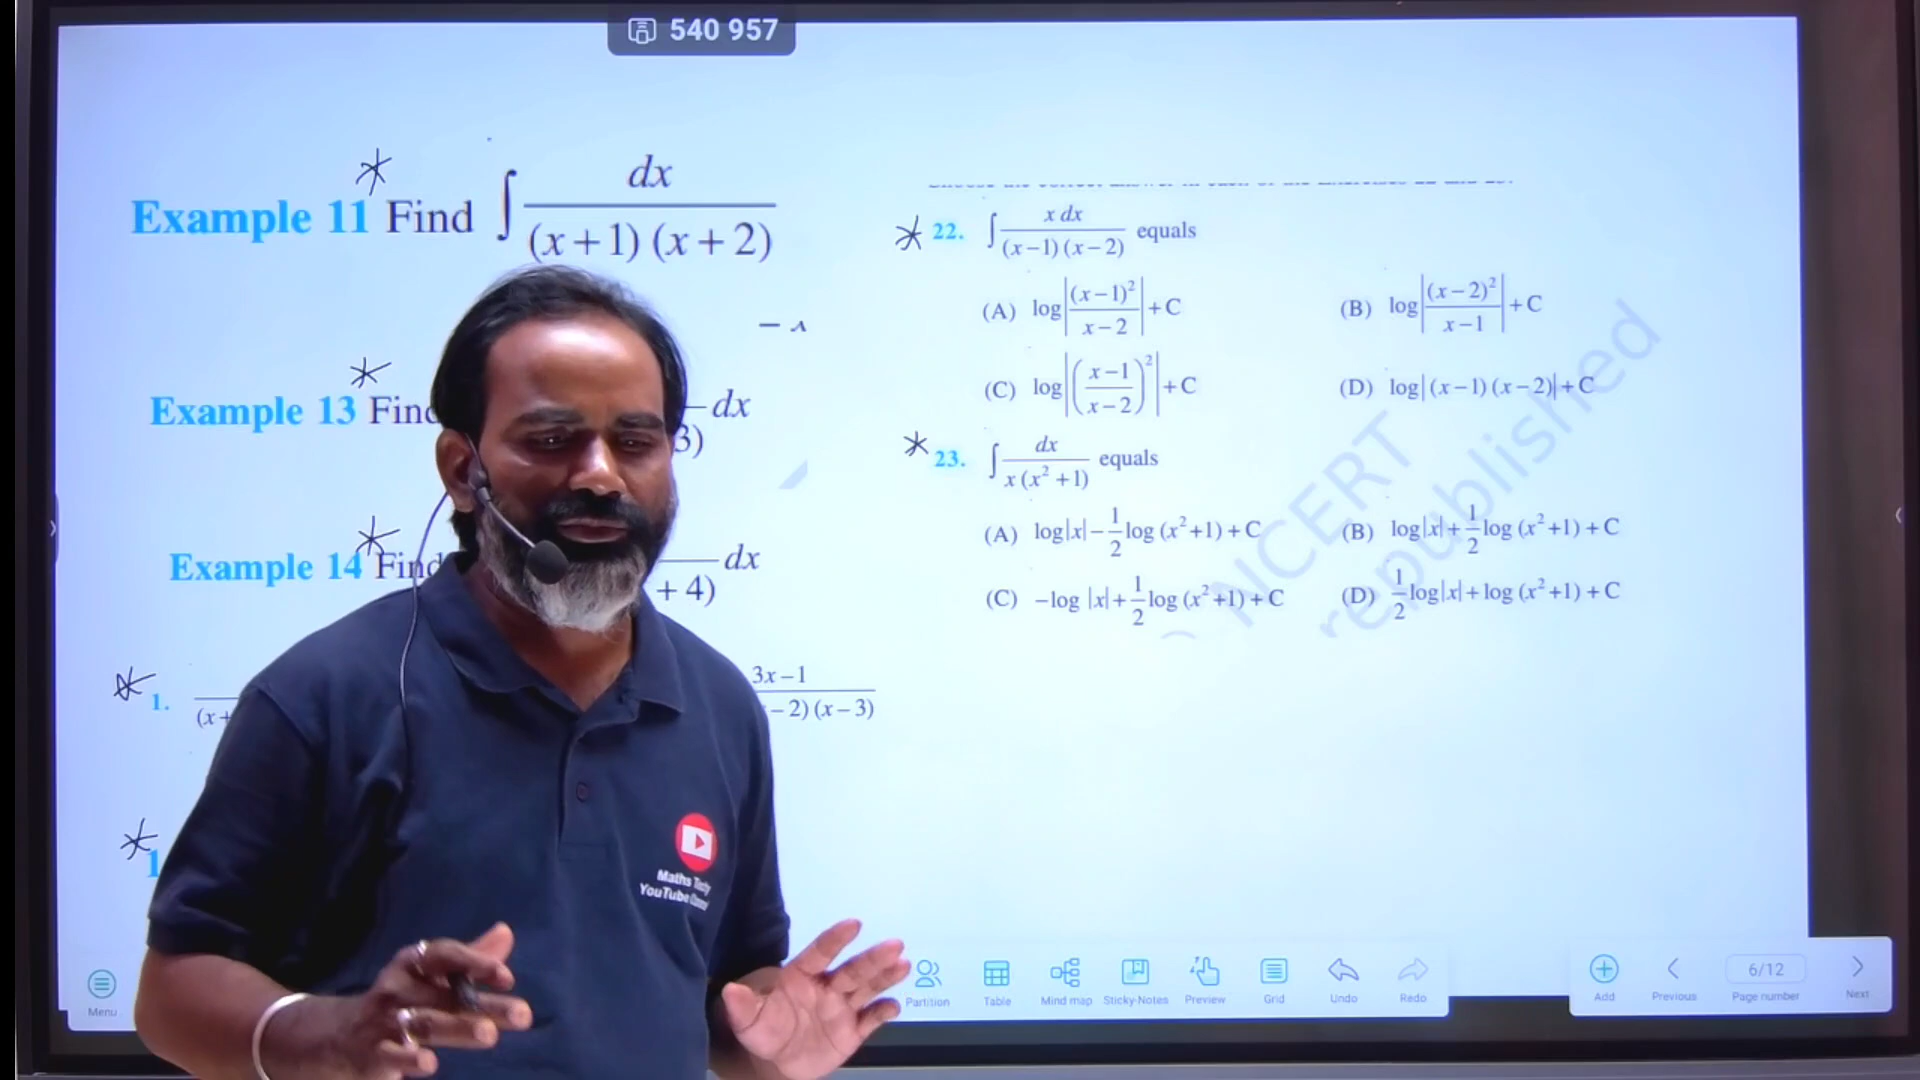 540 957
Example 11 Find ∫ dx / (x+1) (x+2)
Example 13 Find dx
3)
Example 14 Find dx
+ 4)
1. (x+
3x – 1
– 2) (x – 3)
22. ∫ x dx / (x–1) (x–2) equals
(A) log |(x–1)² / x–2| + C (B) log |(x–2)² / x–1| + C
(C) log |(x–1 / x–2)²| + C (D) log |(x–1) (x–2)| + C
23. ∫ dx / x (x² +1) equals
(A) log|x| – 1/2 log (x²+1) + C (B) log|x| + 1/2 log (x²+1) + C
(C) –log |x| + 1/2 log (x²+1) + C (D) 1/2 log|x| + log (x²+1) + C
NCERT
republished
YouTube
Maths
Menu Partition Table Mind map Sticky-Notes Preview Grid Undo Redo Add Previous Page number Next
6/12